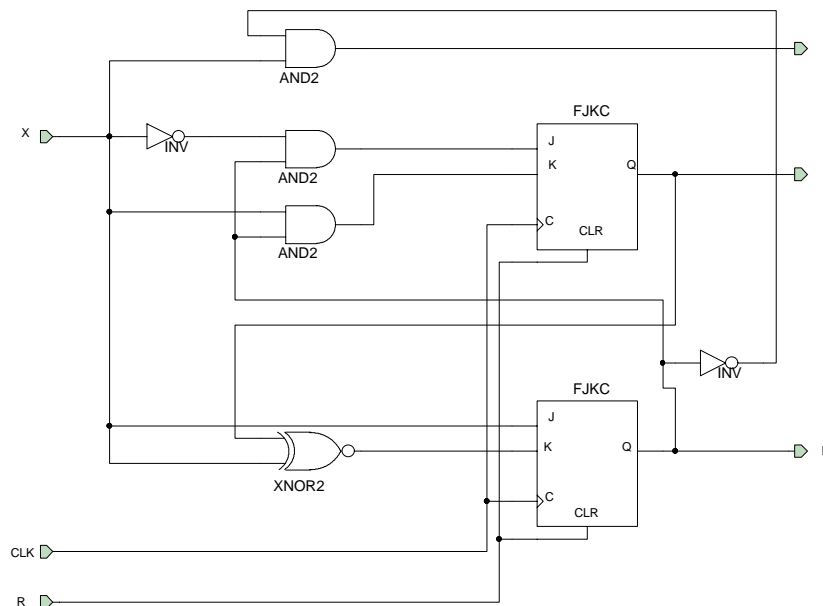 AND2
X
INV
AND2
AND2
FJKC
J
K
Q
C
CLR
INV
FJKC
J
K
Q
XNOR2
C
CLR
CLK
R